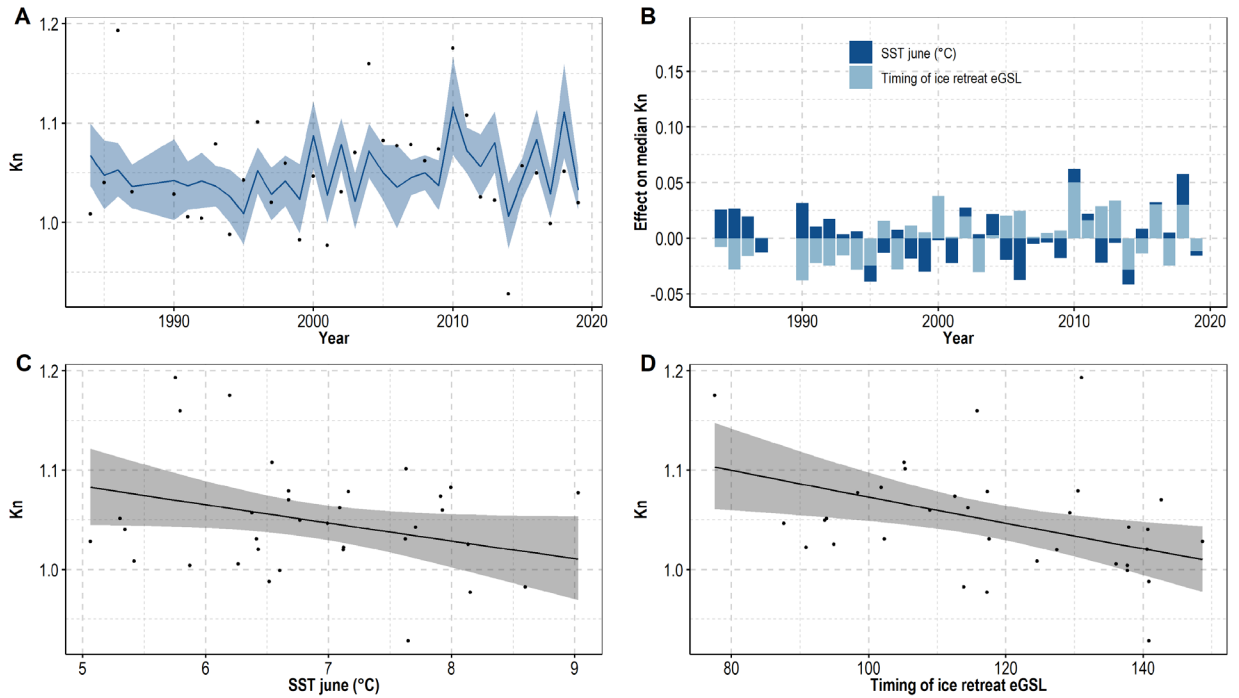 A
1.2
1.1
1.0
Kn
1990
2000
2010
2020
Year
B
0.15
0.10
0.05
0.00
-0.05
Effect on median Kn
SST june (°C)
Timing of ice retreat eGSL
1990
2000
2010
2020
Year
C
1.2
1.1
1.0
Kn
5
6
7
8
9
SST june (°C)
D
1.2
1.1
1.0
Kn
80
100
120
140
Timing of ice retreat eGSL